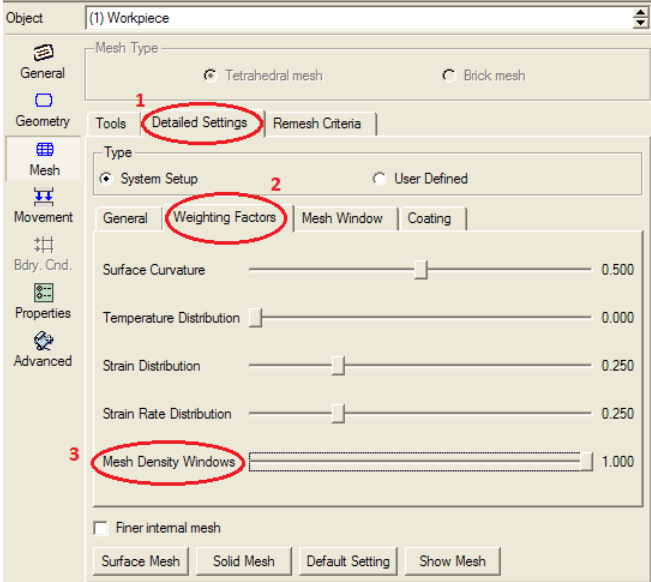 Object
(1) Workpiece
General
Geometry
Mesh
Movement
Bdry. Cnd.
Properties
Advanced
Mesh Type
Tetrahedral mesh Brick mesh
1
Tools Detailed Settings Remesh Criteria
Type
System Setup User Defined
2
General Weighting Factors Mesh Window Coating
Surface Curvature 0.500
Temperature Distribution 0.000
Strain Distribution 0.250
Strain Rate Distribution 0.250
3 Mesh Density Windows 1.000
Finer internal mesh
Surface Mesh Solid Mesh Default Setting Show Mesh